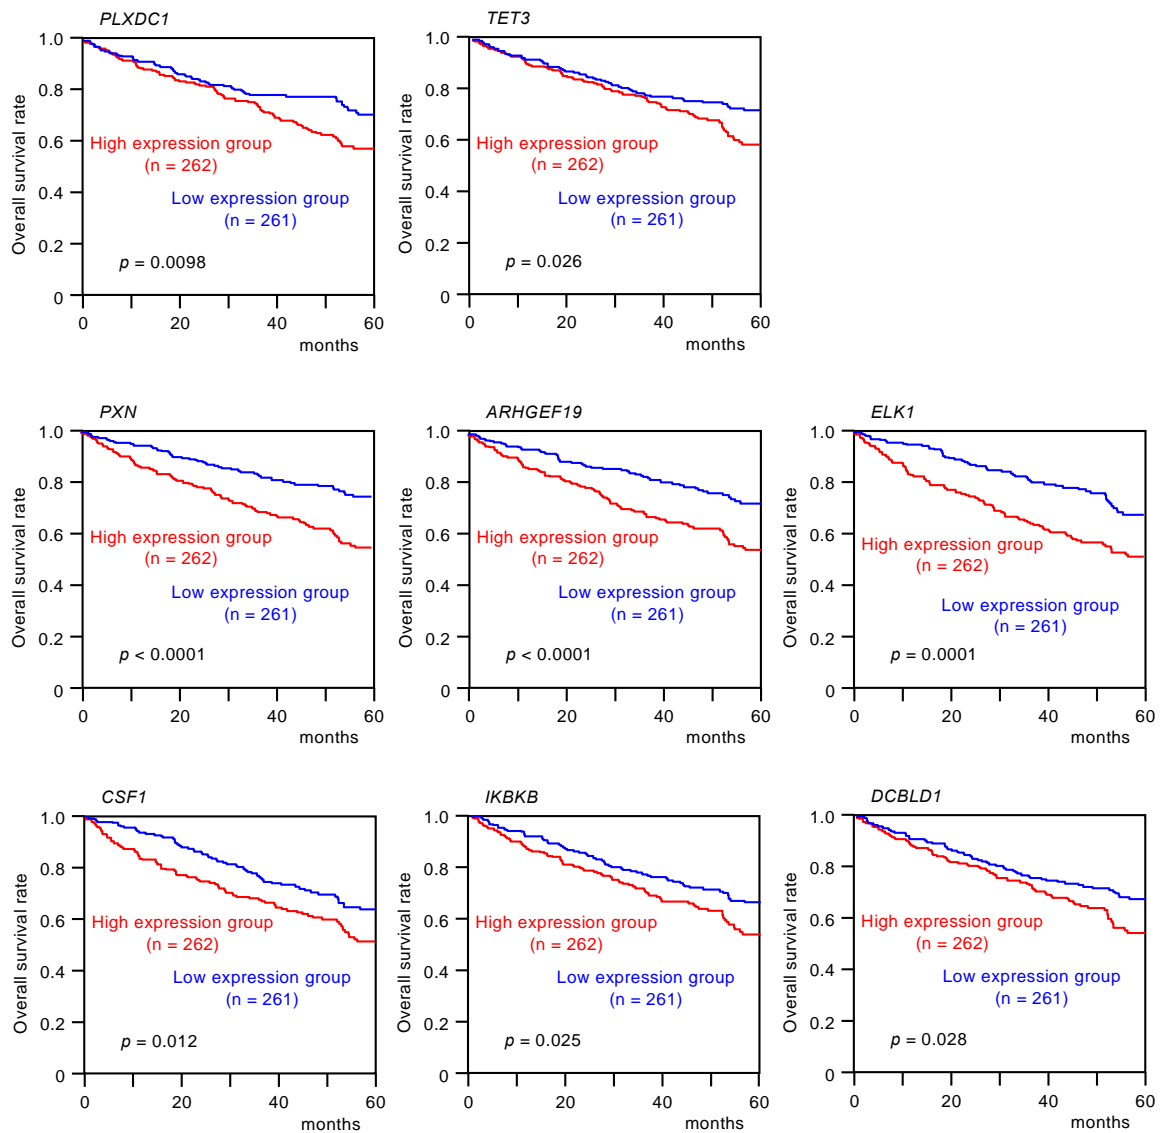 PLXDC1
Overall survival rate
1.0
0.8
0.6
0.4
0.2
0
High expression group
(n = 262)
Low expression group
(n = 261)
p = 0.0098
0 20 40 60
months
TET3
Overall survival rate
1.0
0.8
0.6
0.4
0.2
0
High expression group
(n = 262)
Low expression group
(n = 261)
p = 0.026
0 20 40 60
months
PXN
Overall survival rate
1.0
0.8
0.6
0.4
0.2
0
High expression group
(n = 262)
Low expression group
(n = 261)
p < 0.0001
0 20 40 60
months
ARHGEF19
Overall survival rate
1.0
0.8
0.6
0.4
0.2
0
High expression group
(n = 262)
Low expression group
(n = 261)
p < 0.0001
0 20 40 60
months
ELK1
Overall survival rate
1.0
0.8
0.6
0.4
0.2
0
High expression group
(n = 262)
Low expression group
(n = 261)
p = 0.0001
0 20 40 60
months
CSF1
Overall survival rate
1.0
0.8
0.6
0.4
0.2
0
High expression group
(n = 262)
Low expression group
(n = 261)
p = 0.012
0 20 40 60
months
IKBKB
Overall survival rate
1.0
0.8
0.6
0.4
0.2
0
High expression group
(n = 262)
Low expression group
(n = 261)
p = 0.025
0 20 40 60
months
DCBLD1
Overall survival rate
1.0
0.8
0.6
0.4
0.2
0
High expression group
(n = 262)
Low expression group
(n = 261)
p = 0.028
0 20 40 60
months